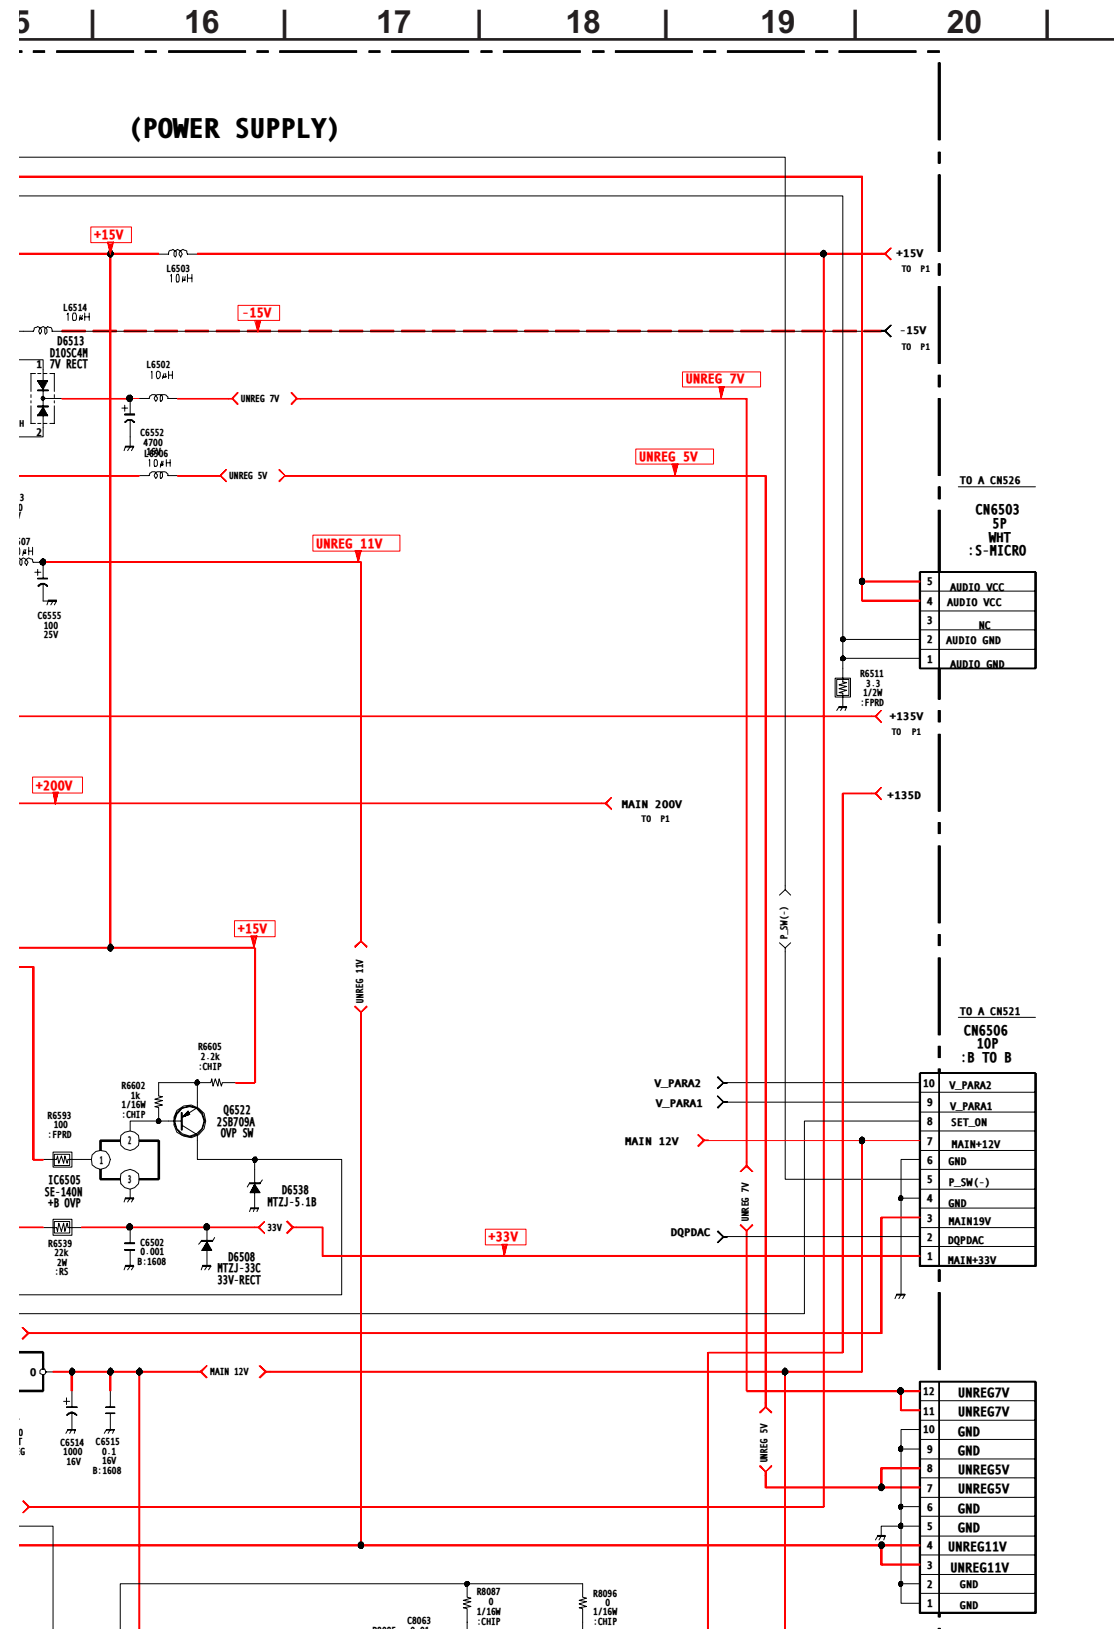 5
16
17
18
19
20
(POWER SUPPLY)
+15V
L6503
10μH
+15V
TO P1
L6514
10μH
-15V
-15V
TO P1
D6513
D10SC4M
7V RECT
1
2
H
L6502
10μH
UNREG 7V
UNREG 7V
+
C6552
4700
L6506
10μH
UNREG 5V
UNREG 5V
TO A CN526
CN6503
5P
WHT
:S-MICRO
3
UNREG 11V
+
C6555
100
25V
5 AUDIO VCC
4 AUDIO VCC
3 NC
2 AUDIO GND
1 AUDIO GND
R6511
3.3
1/2W
:FPRD
+135V
TO P1
+200V
MAIN 200V
TO P1
+135D
P_SW(-)
+15V
UNREG 11V
TO A CN521
CN6506
10P
:B TO B
R6605
2.2k
:CHIP
R6602
1k
1/16W
:CHIP
Q6522
2SB709A
OVP SW
R6593
100
:FPRD
1
2
3
IC6505
SE-140N
+B OVP
D6538
MTZJ-5.1B
V_PARA2
V_PARA1
MAIN 12V
DQPDAC
10 V_PARA2
9 V_PARA1
8 SET_ON
7 MAIN+12V
6 GND
5 P_SW(-)
4 GND
3 MAIN19V
2 DQPDAC
1 MAIN+33V
UNREG 7V
R6539
22k
2W
:RS
C6502
0.001
B:1608
D6508
MTZJ-33C
33V-RECT
33V
+33V
O
MAIN 12V
+
C6514
1000
16V
C6515
0.1
16V
B:1608
UNREG 5V
12 UNREG7V
11 UNREG7V
10 GND
9 GND
8 UNREG5V
7 UNREG5V
6 GND
5 GND
4 UNREG11V
3 UNREG11V
2 GND
1 GND
R8087
0
1/16W
:CHIP
R8096
0
1/16W
:CHIP
C8063